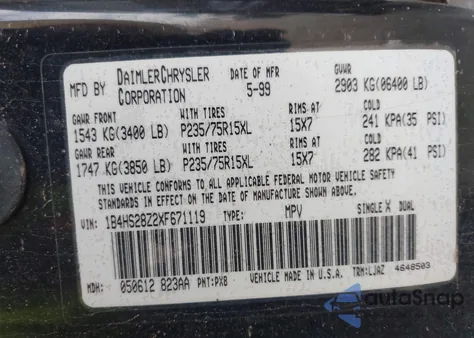 MFD BY DAIMLERCHRYSLER CORPORATION DATE OF MFR 5-99 GVWR 2903 KG(06400 LB)
GAWR FRONT WITH TIRES RIMS AT COLD
1543 KG(3400 LB) P235/75R15XL 15X7 241 KPA(35 PSI)
GAWR REAR WITH TIRES RIMS AT COLD
1747 KG(3850 LB) P235/75R15XL 15X7 282 KPA(41 PSI)
THIS VEHICLE CONFORMS TO ALL APPLICABLE FEDERAL MOTOR VEHICLE SAFETY
STANDARDS IN EFFECT ON THE DATE OF MANUFACTURE SHOWN ABOVE
VIN: 1B4HS28Z2XF671119 TYPE: MPV SINGLE X DUAL
MDH: 050612 823AA PNT:PX8 VEHICLE MADE IN U.S.A. TRM:LJAZ 4648503
autoSnap